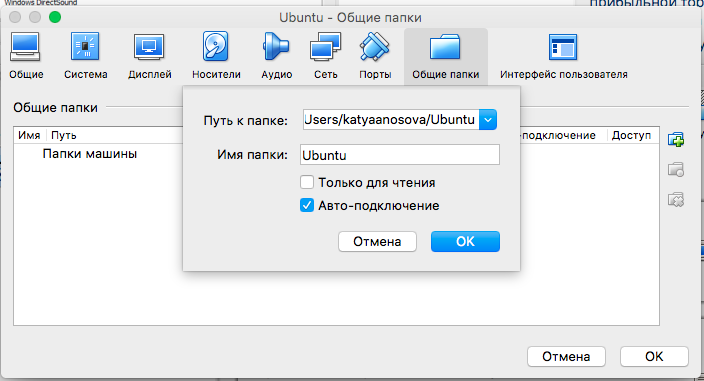 Windows DirectSound
Ubuntu - Общие папки
Общие Система Дисплей Носители Аудио Сеть Порты Общие папки Интерфейс пользователя
Общие папки
Имя Путь -подключение Доступ
Папки машины
Путь к папке: Users/katyaanosova/Ubuntu
Имя папки: Ubuntu
Только для чтения
Авто-подключение
Отмена OK
Отмена OK